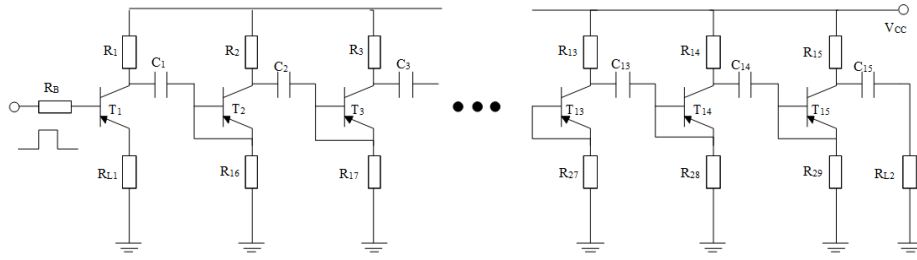 R1 C1 R2 C2 R3 C3 R13 C13 R14 C14 R15 C15 VCC
RB T1 T2 T3 T13 T14 T15
RL1 R16 R17 R27 R28 R29 RL2